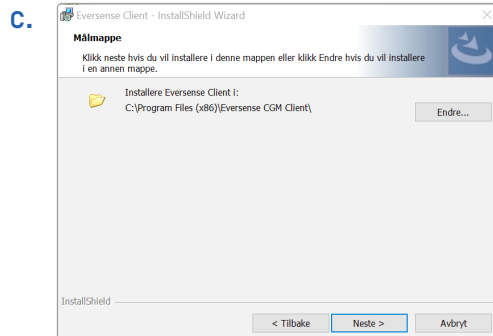 C.
Eversense Client - InstallShield Wizard
Målmappe
Klikk neste hvis du vil installere i denne mappen eller klikk Endre hvis du vil installere
i en annen mappe.
Installere Eversense Client i:
C:\Program Files (x86)\Eversense CGM Client\
Endre...
InstallShield
< Tilbake
Neste >
Avbryt